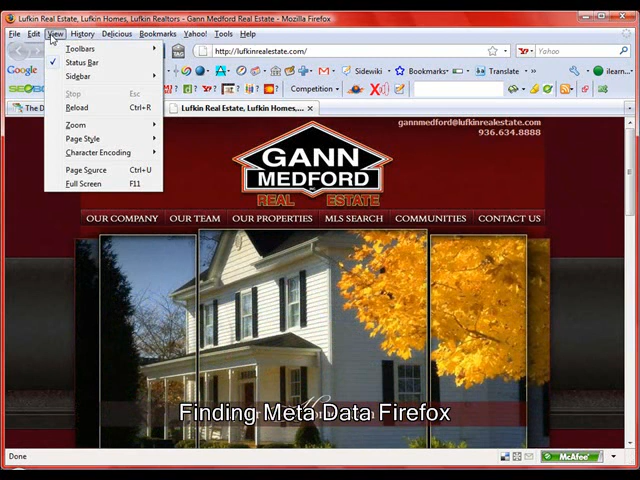 Lufkin Real Estate, Lufkin Homes, Lufkin Realtors - Gann Medford Real Estate - Mozilla Firefox
File Edit View History Delicious Bookmarks Yahoo! Tools Help
http://lufkinrealestate.com/
Yahoo
TAG
Google
Sidewiki
Bookmarks
Translate
ilearn...
Competition
The D
Lufkin Real Estate, Lufkin Homes,...
Toolbars
Status Bar
Sidebar
Stop Esc
Reload Ctrl+R
Zoom
Page Style
Character Encoding
Page Source Ctrl+U
Full Screen F11
gannmedford@lufkinrealestate.com
936.634.8888
GANN
MEDFORD
REAL ESTATE
OUR COMPANY OUR TEAM OUR PROPERTIES MLS SEARCH COMMUNITIES CONTACT US
Finding Meta Data Firefox
Done
McAfee